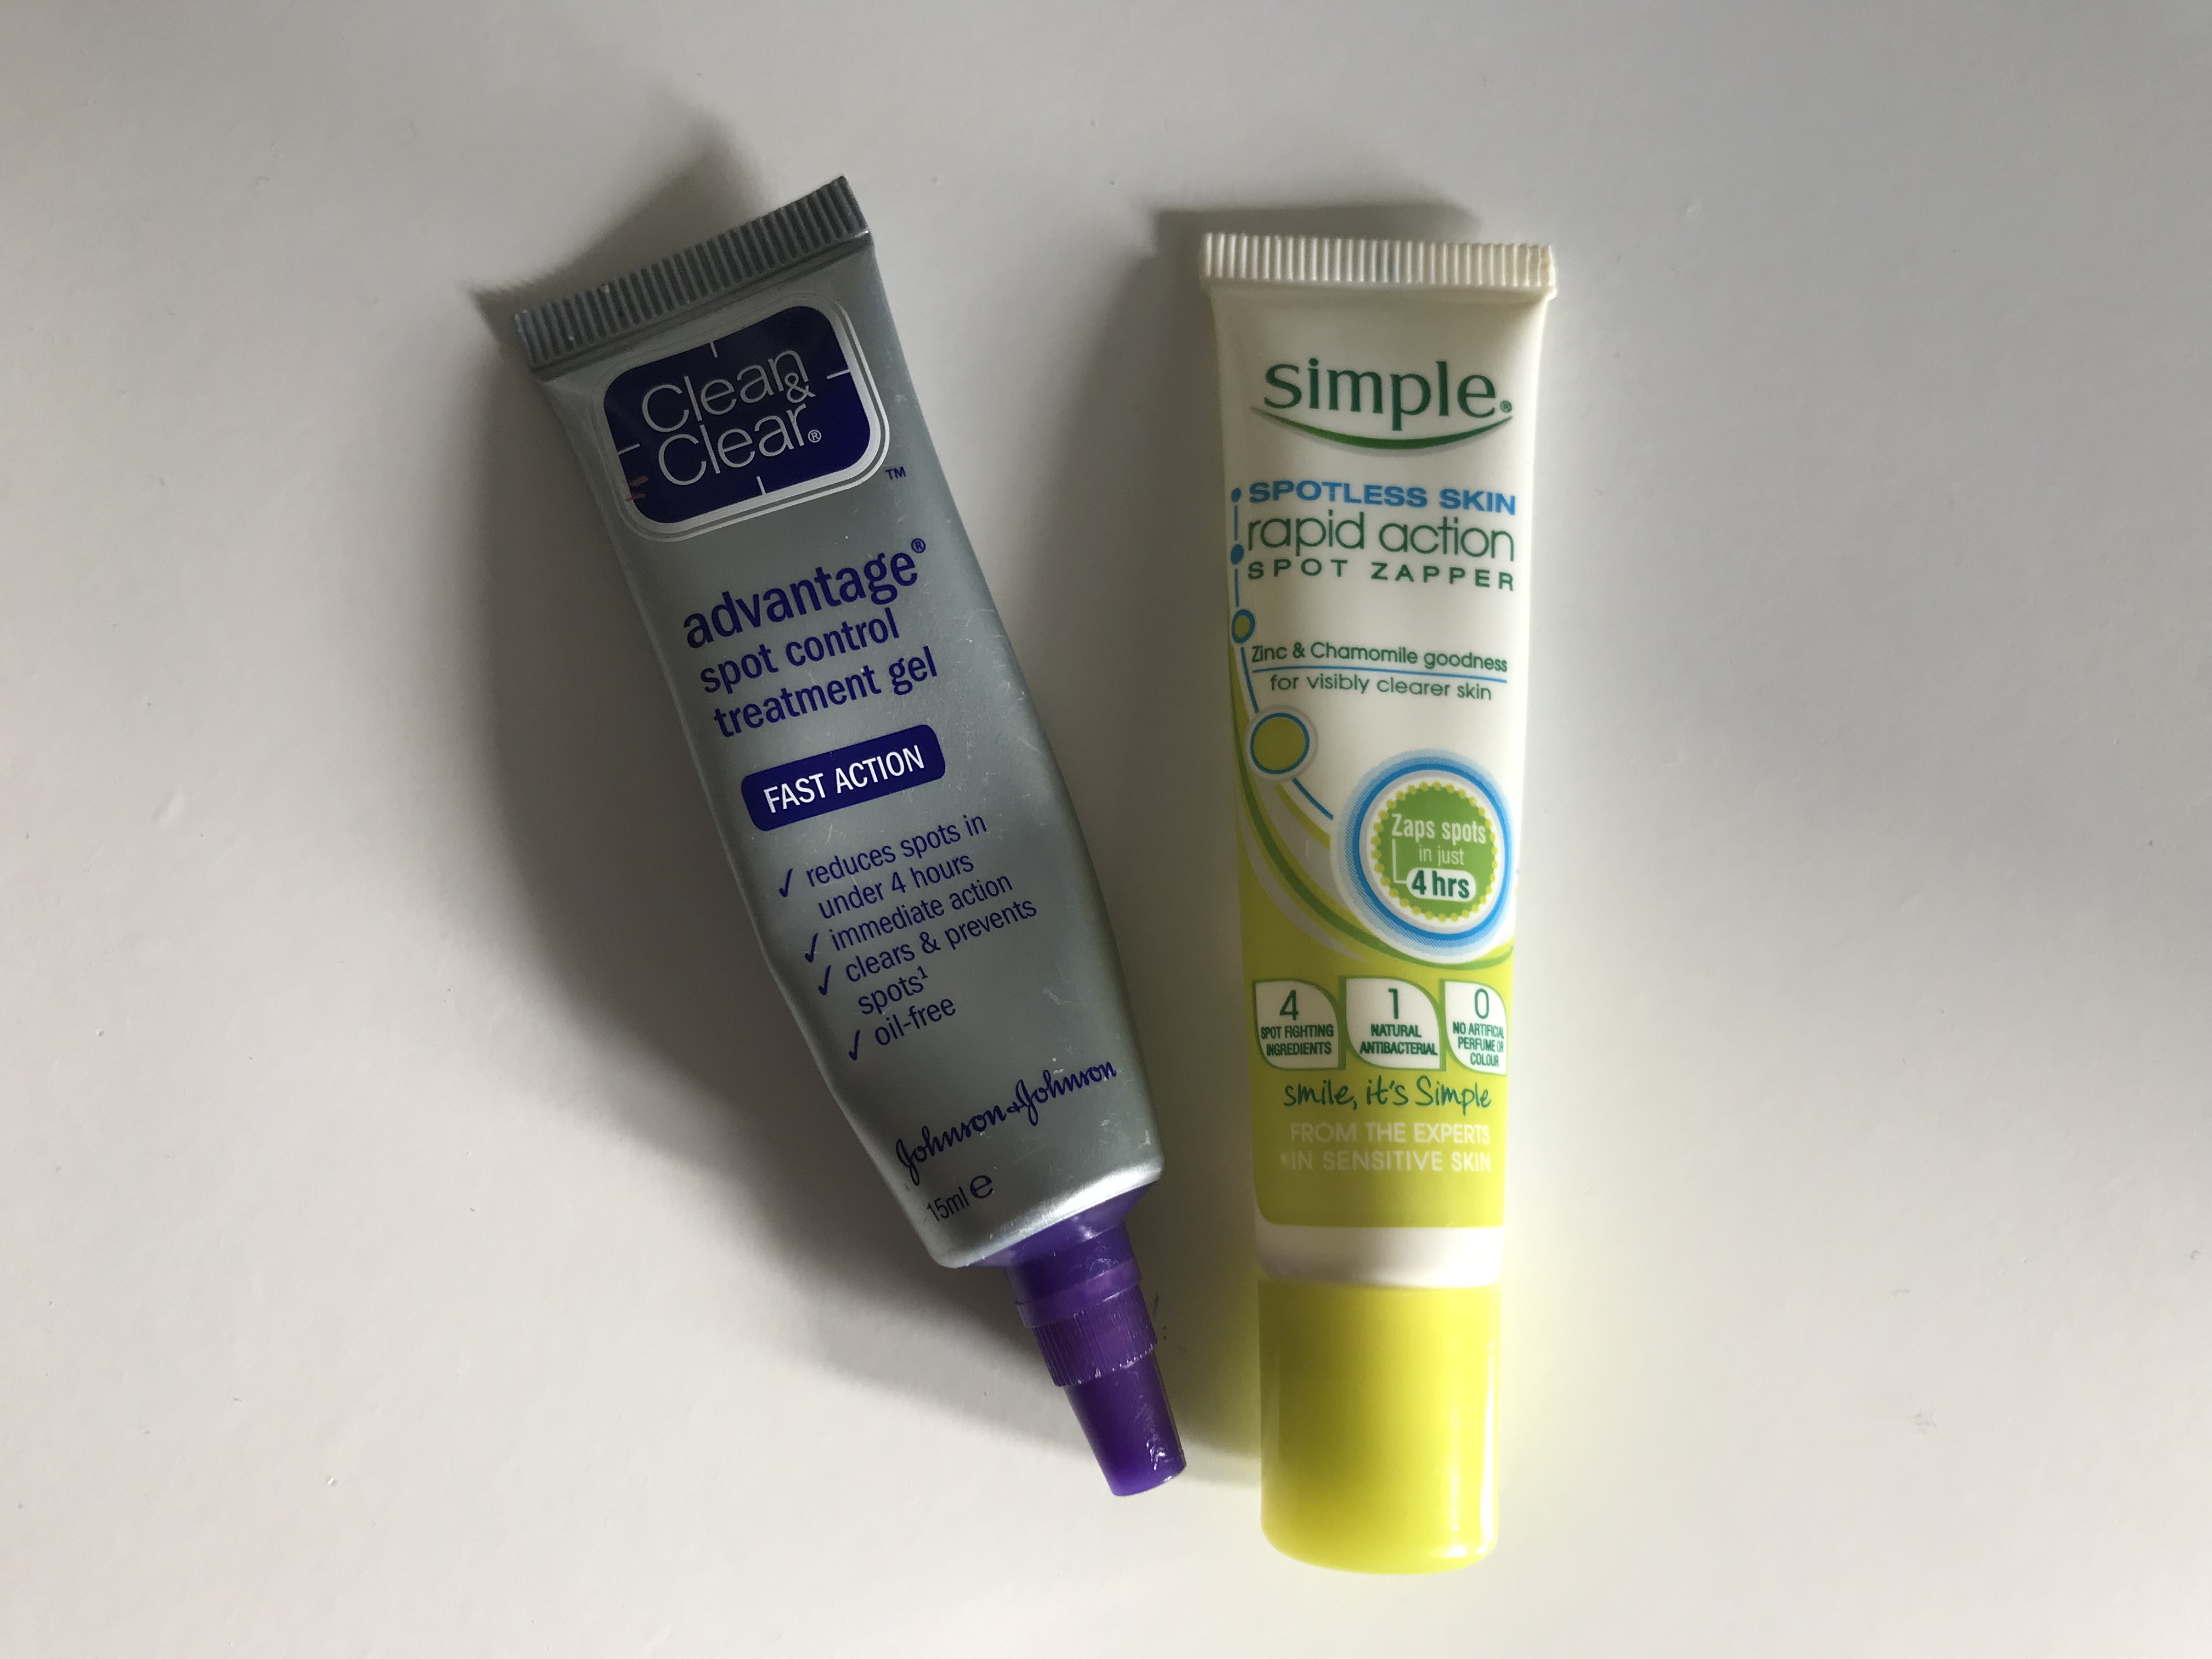 Clean&
Clear®
™
advantage®
spot control
treatment gel
FAST ACTION
✓ reduces spots in
under 4 hours
✓ immediate action
✓ clears & prevents
spots¹
✓ oil-free
Johnson+Johnson
15ml e
simple®
SPOTLESS SKIN
rapid action
SPOT ZAPPER
Zinc & Chamomile goodness
for visibly clearer skin
Zaps spots
in just
4hrs
4
SPOT FIGHTING
INGREDIENTS
1
NATURAL
ANTIBACTERIAL
0
NO ARTIFICIAL
PERFUME OR
COLOUR
smile, it's Simple
FROM THE EXPERTS
IN SENSITIVE SKIN